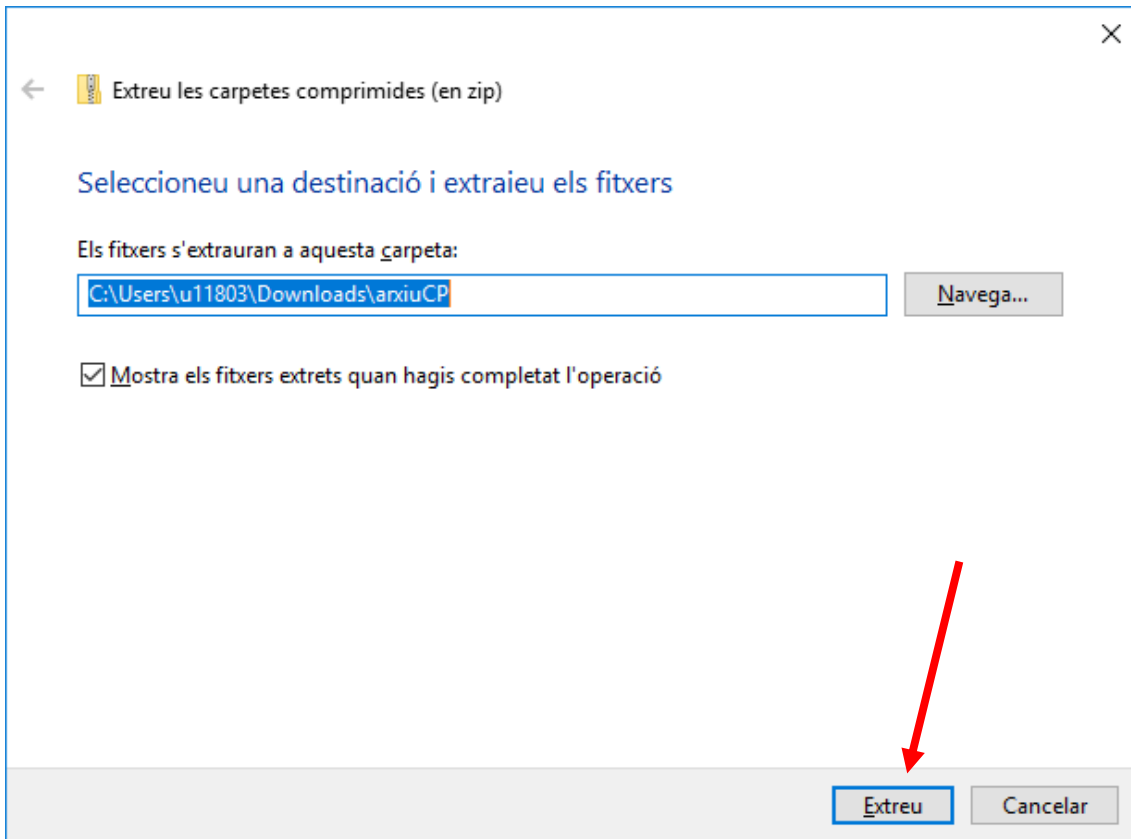 Extreu les carpetes comprimides (en zip)
Seleccioneu una destinació i extraieu els fitxers
Els fitxers s'extrauran a aquesta carpeta:
C:\Users\u11803\Downloads\arxiuCP
Navega...
Mostra els fitxers extrets quan hagis completat l'operació
Extreu
Cancelar